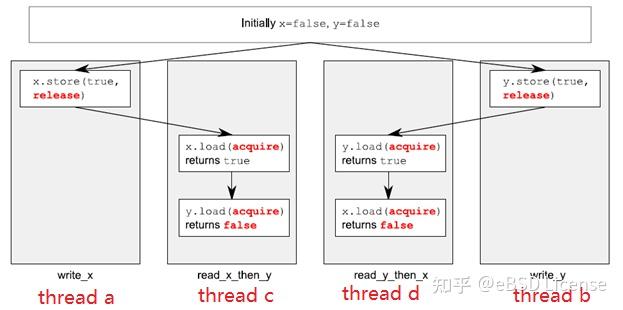 Initially x=false, y=false
x.store(true,
release)
x.load(acquire)
returns true
y.load(acquire)
returns false
y.load(acquire)
returns true
x.load(acquire)
returns false
y.store(true,
release)
write_x
read_x_then_y
read_y_then_x
write_y
thread a
thread c
thread d
thread b
知乎 @eBSD License